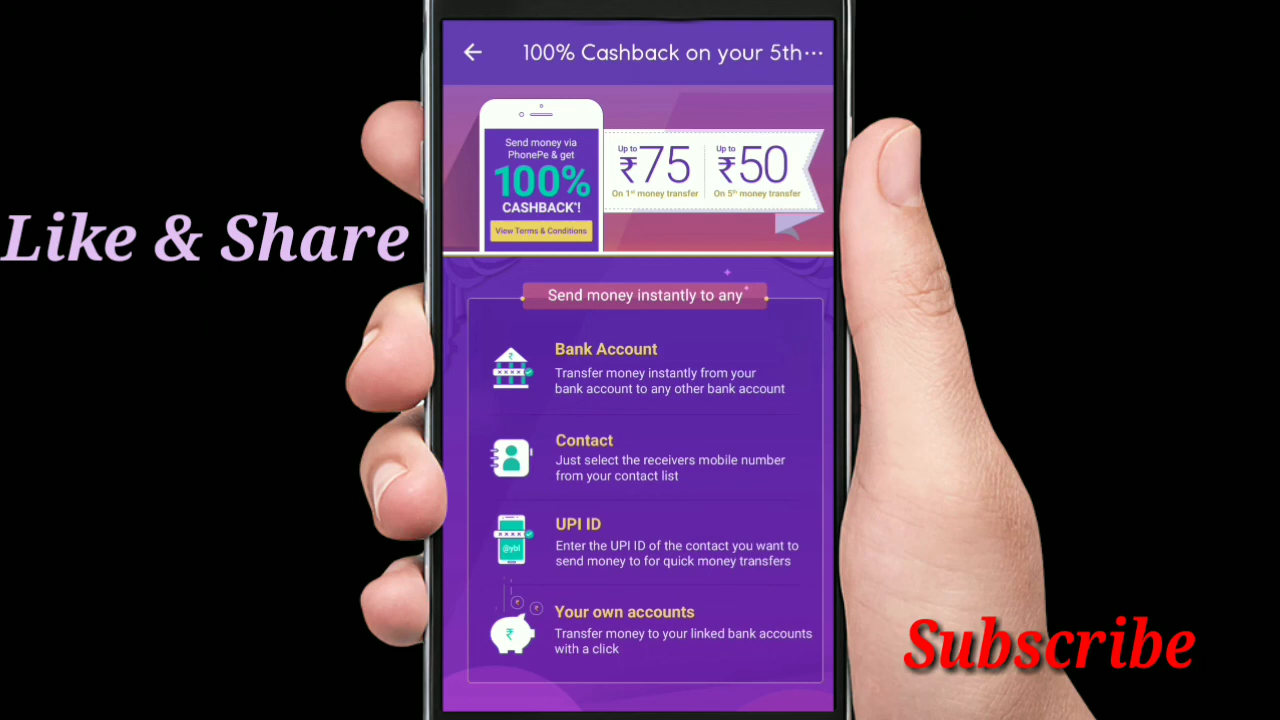 100% Cashback on your 5th...
Send money via
PhonePe & get
100%
CASHBACK*!
View Terms & Conditions
Up to
₹75
On 1st money transfer
Up to
₹50
On 5th money transfer
Like & Share
Send money instantly to any
Bank Account
Transfer money instantly from your
bank account to any other bank account
Contact
Just select the receivers mobile number
from your contact list
UPI ID
@ybl
Enter the UPI ID of the contact you want to
send money to for quick money transfers
Your own accounts
Transfer money to your linked bank accounts
with a click
Subscribe